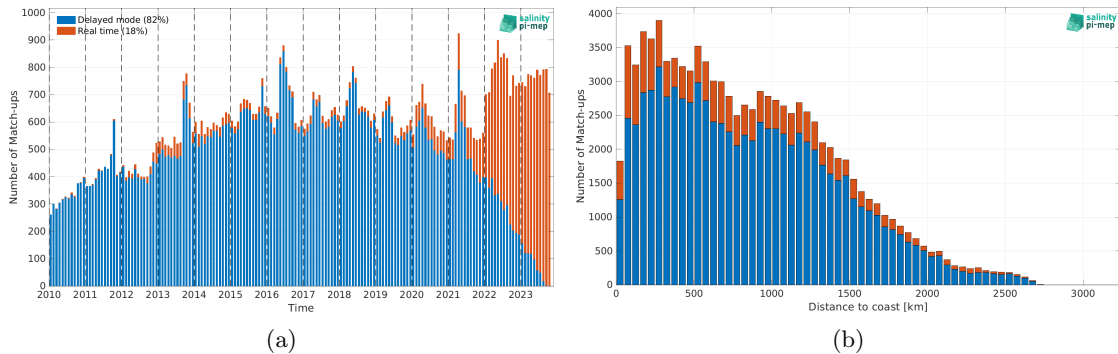 Delayed mode (82%)
Real time (18%)
salinity
pi-mep
1000
900
800
700
600
500
400
300
200
100
0
Number of Match-ups
2010 2011 2012 2013 2014 2015 2016 2017 2018 2019 2020 2021 2022 2023
Time
(a)
salinity
pi-mep
4000
3500
3000
2500
2000
1500
1000
500
0
Number of Match-ups
0 500 1000 1500 2000 2500 3000
Distance to coast [km]
(b)